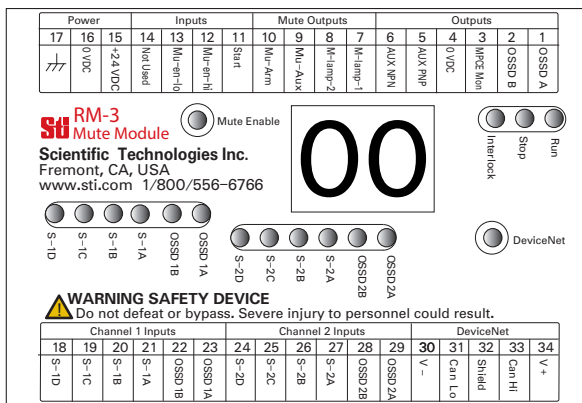 Power Inputs Mute Outputs Outputs
17 16 15 14 13 12 11 10 9 8 7 6 5 4 3 2 1
0 VDC +24 VDC Not Used Mu-en-lo Mu-en-hi Start Mu-Arm Mu-Aux M-lamp-2 M-lamp-1 AUX NPN AUX PNP 0 VDC MPCE Mon OSSD B OSSD A
Sti RM-3
Mute Module
Mute Enable
00
Interlock Stop Run
Scientific Technologies Inc.
Fremont, CA, USA
www.sti.com 1/800/556-6766
S-1D S-1C S-1B S-1A OSSD 1B OSSD 1A
S-2D S-2C S-2B S-2A OSSD2B OSSD2A
DeviceNet
WARNING SAFETY DEVICE
Do not defeat or bypass. Severe injury to personnel could result.
Channel 1 Inputs Channel 2 Inputs DeviceNet
18 19 20 21 22 23 24 25 26 27 28 29 30 31 32 33 34
S-1D S-1C S-1B S-1A OSSD 1B OSSD 1A S-2D S-2C S-2B S-2A OSSD2B OSSD2A V - Can Lo Shield Can Hi V +